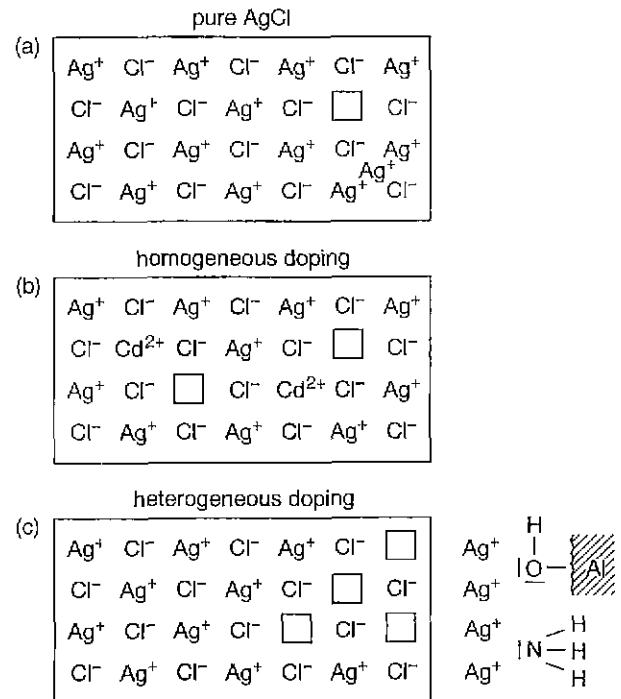 pure AgCl
(a)
Ag⁺ Cl⁻ Ag⁺ Cl⁻ Ag⁺ Cl⁻ Ag⁺
Cl⁻ Ag⁺ Cl⁻ Ag⁺ Cl⁻ Cl⁻
Ag⁺ Cl⁻ Ag⁺ Cl⁻ Ag⁺ Cl⁻ Ag⁺
Ag⁺
Cl⁻ Ag⁺ Cl⁻ Ag⁺ Cl⁻ Ag⁺ Cl⁻
homogeneous doping
(b)
Ag⁺ Cl⁻ Ag⁺ Cl⁻ Ag⁺ Cl⁻ Ag⁺
Cl⁻ Cd²⁺ Cl⁻ Ag⁺ Cl⁻ Cl⁻
Ag⁺ Cl⁻ Cl⁻ Cd²⁺ Cl⁻ Ag⁺
Cl⁻ Ag⁺ Cl⁻ Ag⁺ Cl⁻ Ag⁺ Cl⁻
heterogeneous doping
(c)
H
Ag⁺ Cl⁻ Ag⁺ Cl⁻ Ag⁺ Cl⁻ Ag⁺
O Al
Cl⁻ Ag⁺ Cl⁻ Ag⁺ Cl⁻ Cl⁻ Ag⁺
Ag⁺ Cl⁻ Ag⁺ Cl⁻ Cl⁻ Ag⁺ H
N H
Cl⁻ Ag⁺ Cl⁻ Ag⁺ Cl⁻ Ag⁺ Cl⁻ Ag⁺ H